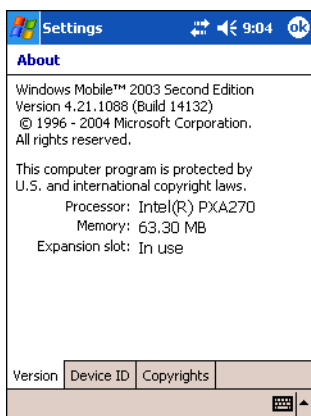 Settings 9:04 ok
About
Windows Mobile™ 2003 Second Edition
Version 4.21.1088 (Build 14132)
© 1996 - 2004 Microsoft Corporation.
All rights reserved.
This computer program is protected by
U.S. and international copyright laws.
Processor: Intel(R) PXA270
Memory: 63.30 MB
Expansion slot: In use
Version Device ID Copyrights